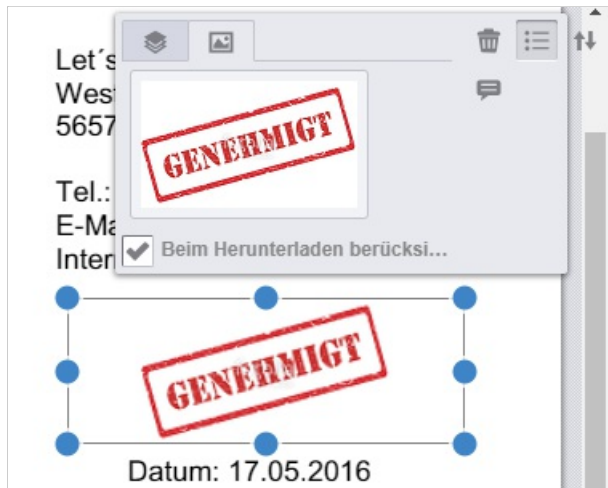 Let´s
West
5657
Tel.:
E-Ma
Inter
GENEHMIGT
Beim Herunterladen berücksi...
GENEHMIGT
Datum: 17.05.2016